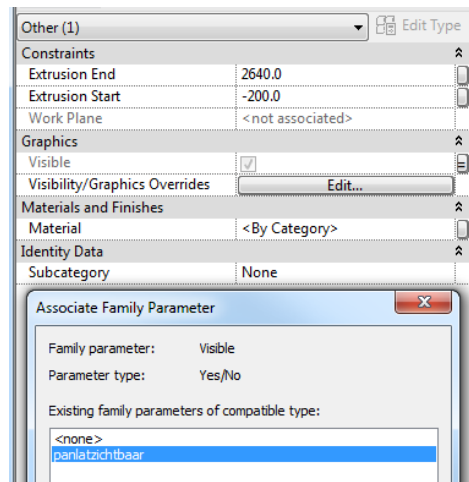 Other (1)
Edit Type
Constraints
Extrusion End 2640.0
Extrusion Start -200.0
Work Plane <not associated>
Graphics
Visible =
Visibility/Graphics Overrides Edit...
Materials and Finishes
Material <By Category>
Identity Data
Subcategory None
Associate Family Parameter
Family parameter: Visible
Parameter type: Yes/No
Existing family parameters of compatible type:
<none>
panlatzichtbaar